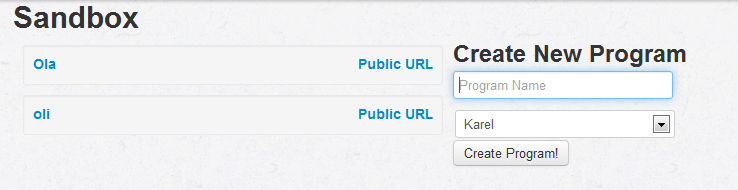 Sandbox
Ola Public URL
oli Public URL
Create New Program
Program Name
Karel
Create Program!